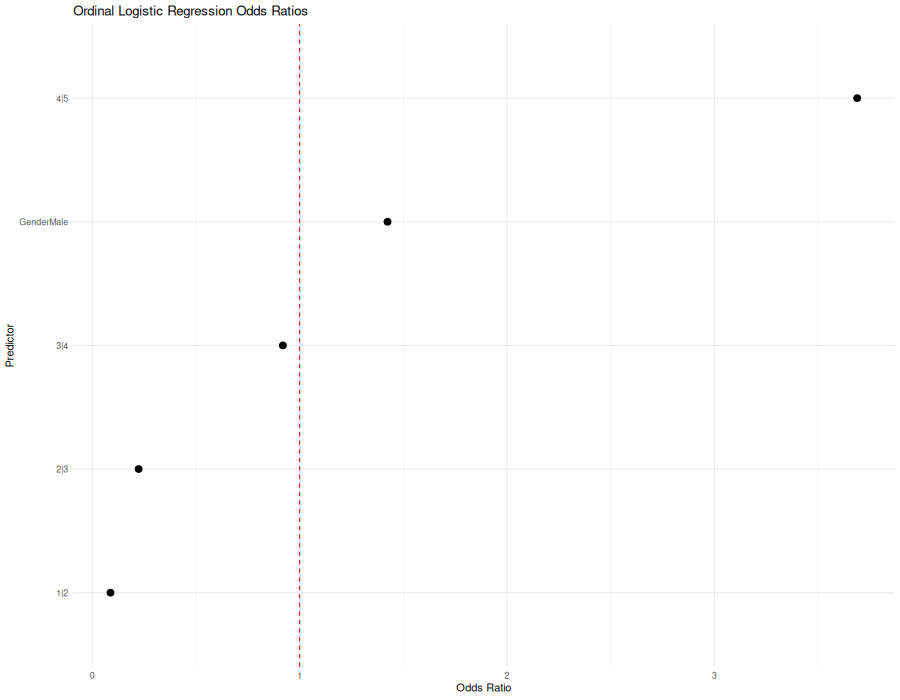 Ordinal Logistic Regression Odds Ratios
4|5
GenderMale
3|4
2|3
1|2
Predictor
0 1 2 3
Odds Ratio